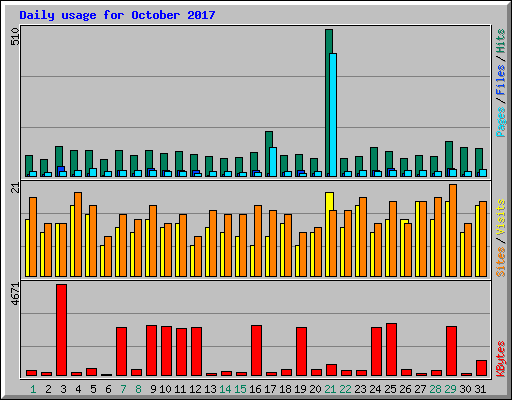 Daily usage for October 2017
510
Pages / Files / Hits
21
Sites / Visits
4671
KBytes
1 2 3 4 5 6 7 8 9 10 11 12 13 14 15 16 17 18 19 20 21 22 23 24 25 26 27 28 29 30 31